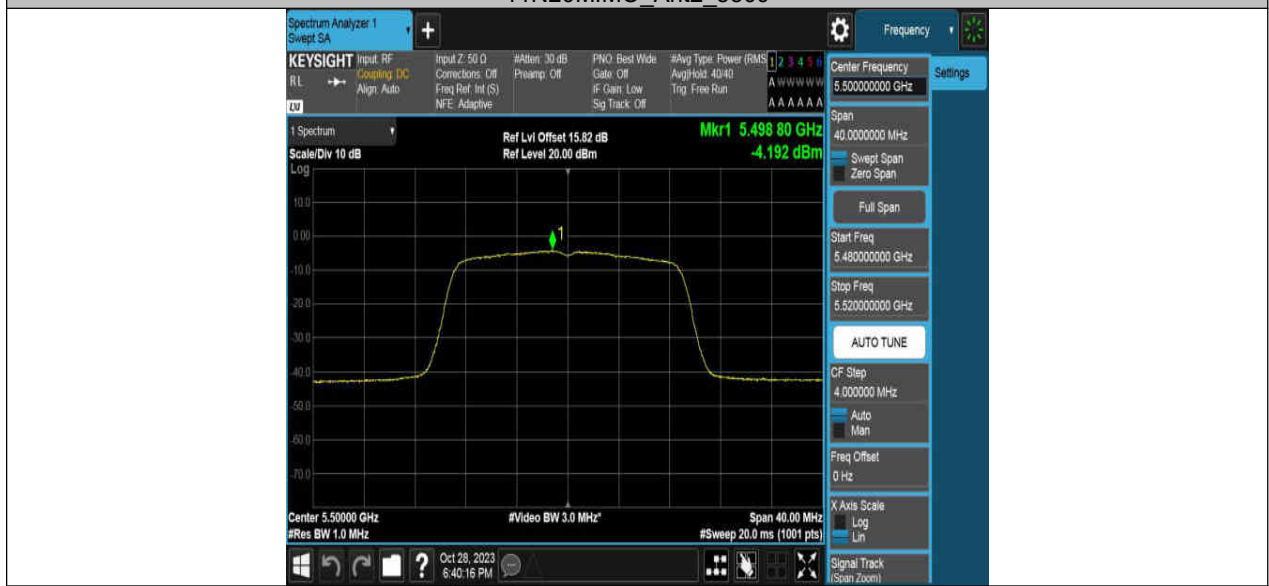 Spectrum Analyzer 1
Swept SA
+
Frequency
KEYSIGHT
RL
Input: RF
Coupling: DC
Align: Auto
Input Z: 50 Ω
Corrections: Off
Freq Ref: Int (S)
NFE: Adaptive
#Atten: 30 dB
Preamp: Off
PNO: Best Wide
Gate: Off
IF Gain: Low
Sig Track: Off
#Avg Type: Power (RMS
Avg|Hold: 40/40
Trig: Free Run
1 2 3 4 5 6
A W W W W W
A A A A A A
Center Frequency
5.500000000 GHz
Settings
Span
40.0000000 MHz
Swept Span
Zero Span
Full Span
Start Freq
5.480000000 GHz
Stop Freq
5.520000000 GHz
AUTO TUNE
CF Step
4.000000 MHz
Auto
Man
Freq Offset
0 Hz
X Axis Scale
Log
Lin
Signal Track
(Span Zoom)
1 Spectrum
Scale/Div 10 dB
Log
Ref Lvl Offset 15.82 dB
Ref Level 20.00 dBm
Mkr1 5.498 80 GHz
-4.192 dBm
1
10.0
0.00
-10.0
-20.0
-30.0
-40.0
-50.0
-60.0
-70.0
Center 5.50000 GHz
#Video BW 3.0 MHz*
Span 40.00 MHz
#Res BW 1.0 MHz
#Sweep 20.0 ms (1001 pts)
?
Oct 28, 2023
6:40:16 PM